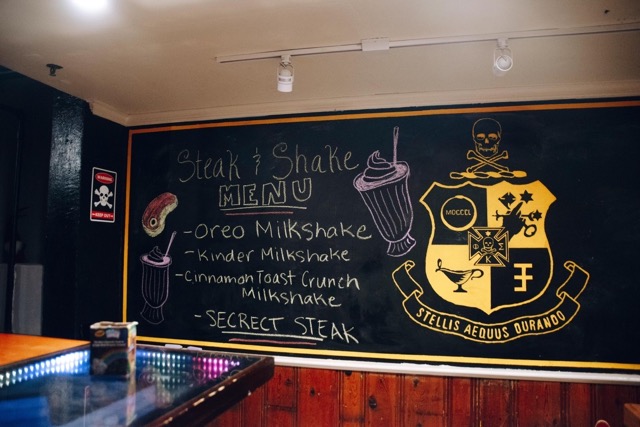 Steak & Shake
MENU
-Oreo Milkshake
-Kinder Milkshake
-Cinnamon Toast Crunch
Milkshake
-SECRECT STEAK
MDCCCL
Φ Σ
Κ
STELLIS AEQUUS DURANDO
KEEP OUT